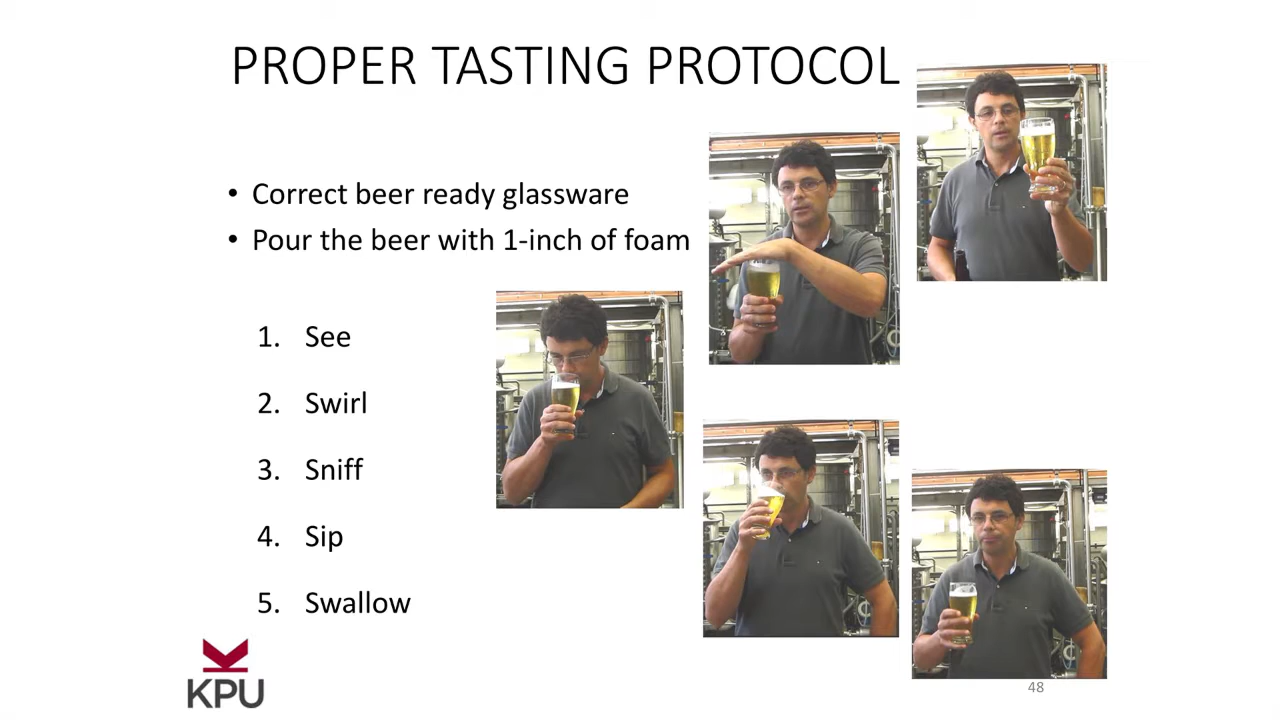 PROPER TASTING PROTOCOL
• Correct beer ready glassware
• Pour the beer with 1-inch of foam
1. See
2. Swirl
3. Sniff
4. Sip
5. Swallow
KPU
48